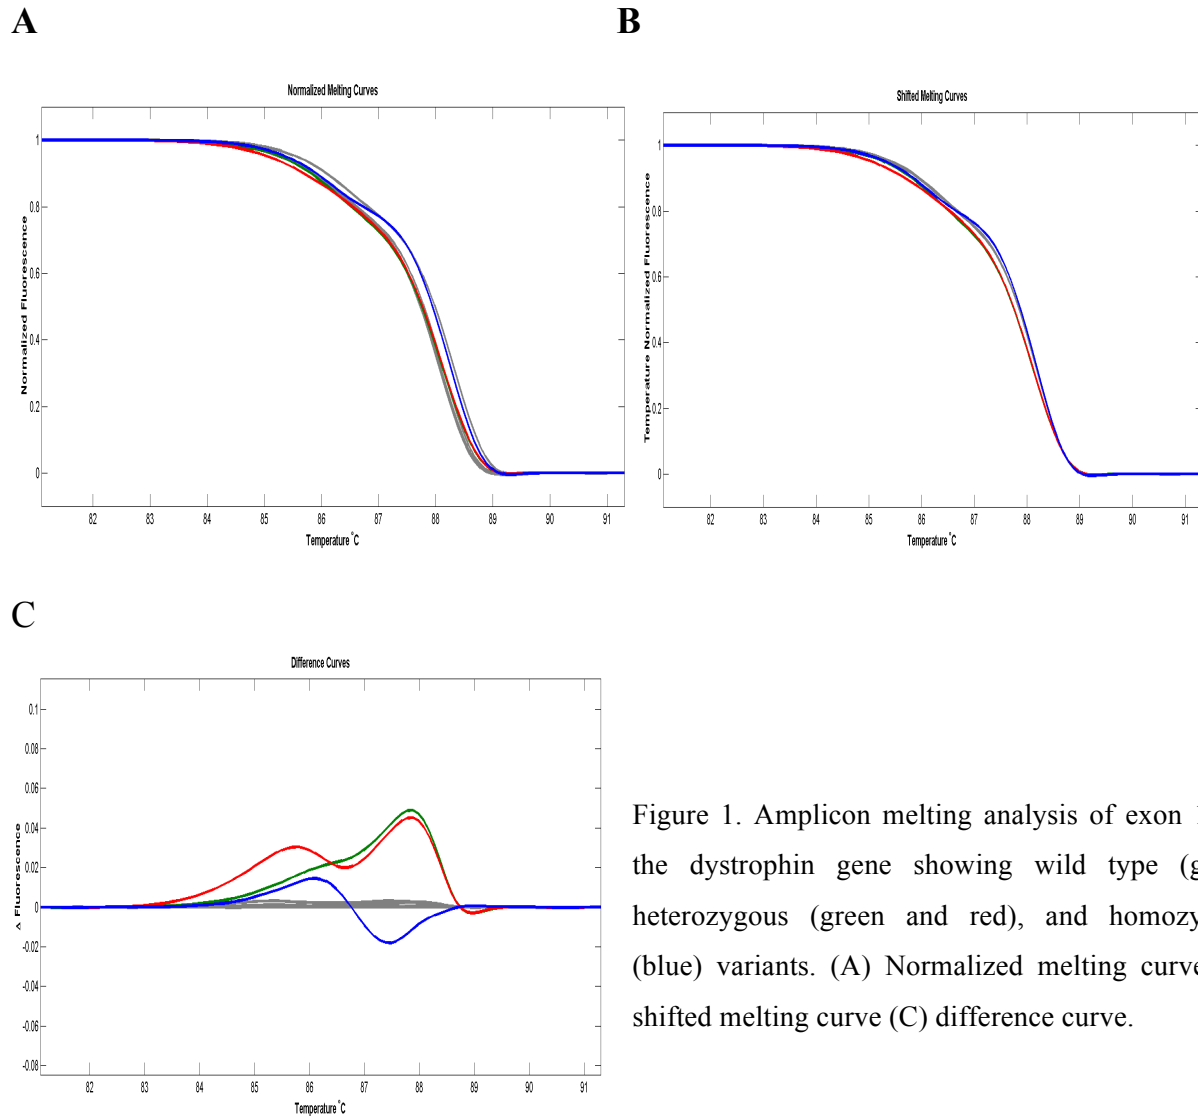 A
B
Normalized Melting Curves
Normalized Fluorescence
1
0.8
0.6
0.4
0.2
0
82 83 84 85 86 87 88 89 90 91
Temperature °C
Shifted Melting Curves
Temperature Normalized Fluorescence
1
0.8
0.6
0.4
0.2
0
82 83 84 85 86 87 88 89 90 91
Temperature °C
C
Difference Curves
Δ Fluorescence
0.1
0.08
0.06
0.04
0.02
0
-0.02
-0.04
-0.06
-0.08
82 83 84 85 86 87 88 89 90 91
Temperature °C
Figure 1. Amplicon melting analysis of exon
the dystrophin gene showing wild type (g
heterozygous (green and red), and homozy
(blue) variants. (A) Normalized melting curve
shifted melting curve (C) difference curve.